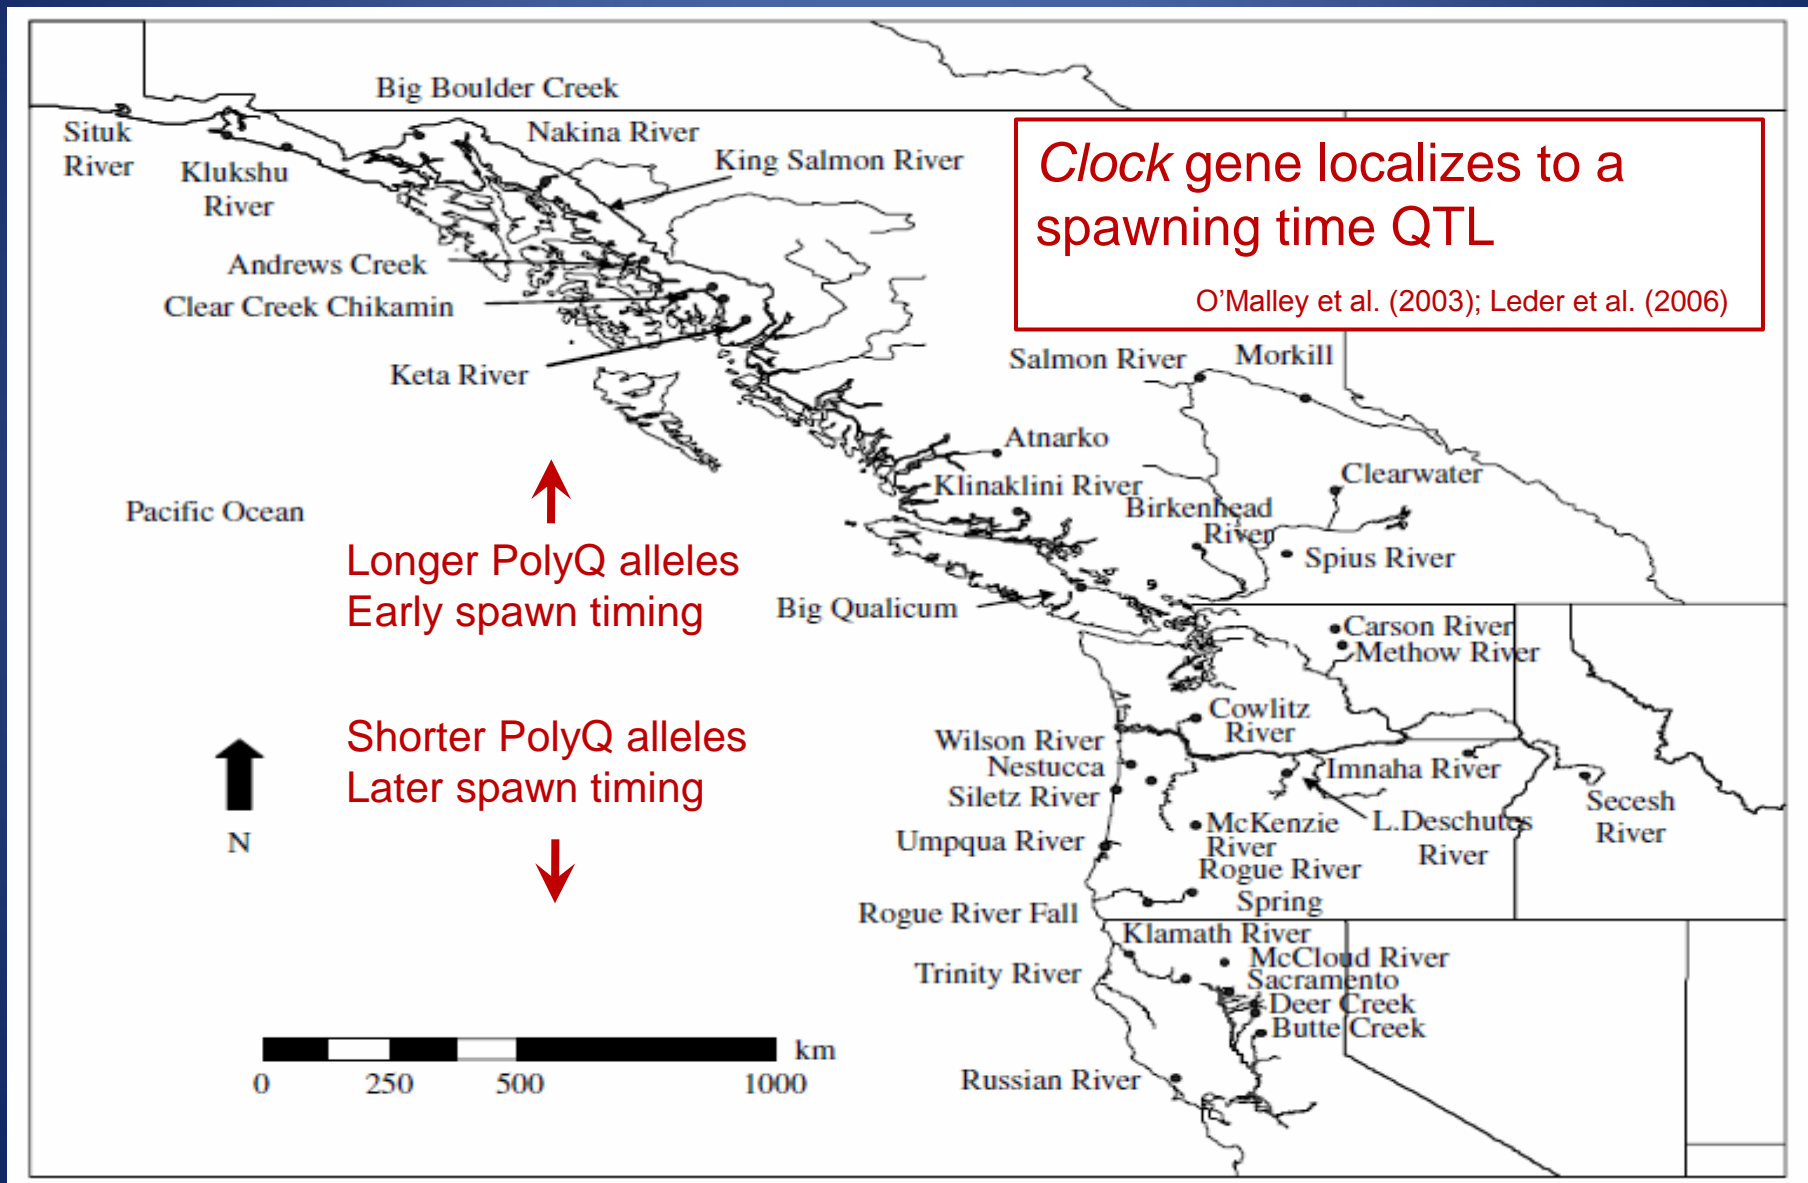 Big Boulder Creek
Situk
River
Nakina River
King Salmon River
Klukshu
River
Clock gene localizes to a
spawning time QTL
O’Malley et al. (2003); Leder et al. (2006)
Andrews Creek
Clear Creek Chikamin
Keta River
Salmon River
Morkill
Atnarko
Clearwater
Klinaklini River
Birkenhead
River
Pacific Ocean
Spius River
Longer PolyQ alleles
Early spawn timing
Big Qualicum
Carson River
Methow River
Shorter PolyQ alleles
Later spawn timing
Cowlitz
River
Wilson River
Nestucca
Siletz River
Imnaha River
Secesh
River
N
McKenzie
River
L.Deschutes
River
Umpqua River
Rogue River
Spring
Rogue River Fall
Klamath River
McCloud River
Trinity River
Sacramento
Deer Creek
Butte Creek
Russian River
km
0 250 500 1000